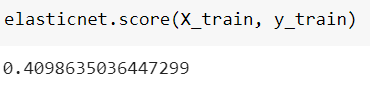 elasticnet.score(X_train, y_train)
0.4098635036447299